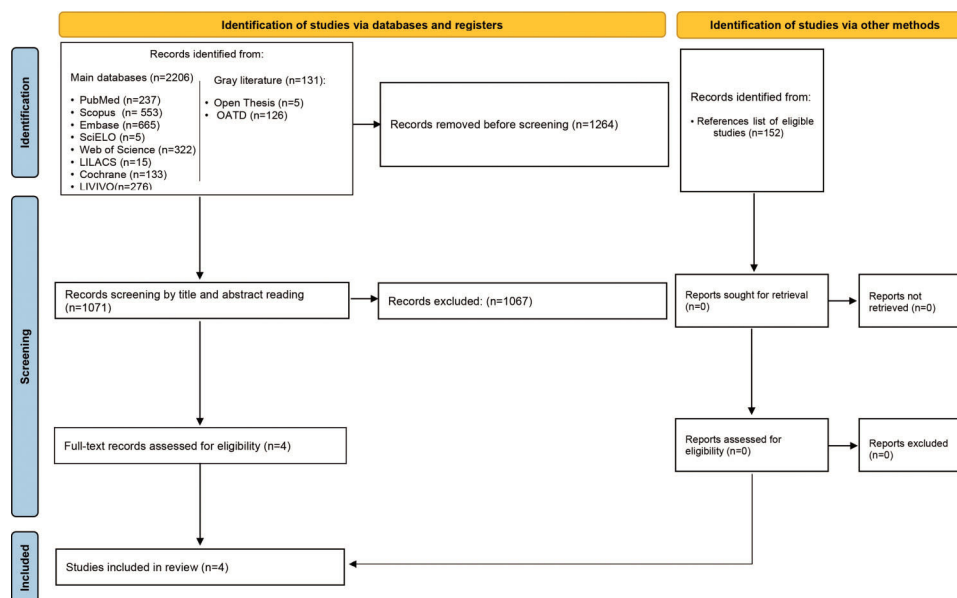 Identification of studies via databases and registers
Identification of studies via other methods
Identification
Records identified from:
Main databases (n=2206)
• PubMed (n=237)
• Scopus (n= 553)
• Embase (n=665)
• SciELO (n=5)
• Web of Science (n=322)
• LILACS (n=15)
• Cochrane (n=133)
• LIVIVO(n=276)
Gray literature (n=131):
• Open Thesis (n=5)
• OATD (n=126)
Records removed before screening (n=1264)
Records identified from:
• References list of eligible
studies (n=152)
Screening
Records screening by title and abstract reading
(n=1071)
Records excluded: (n=1067)
Reports sought for retrieval
(n=0)
Reports not
retrieved (n=0)
Full-text records assessed for eligibility (n=4)
Reports assessed for
eligibility (n=0)
Reports excluded
(n=0)
Included
Studies included in review (n=4)